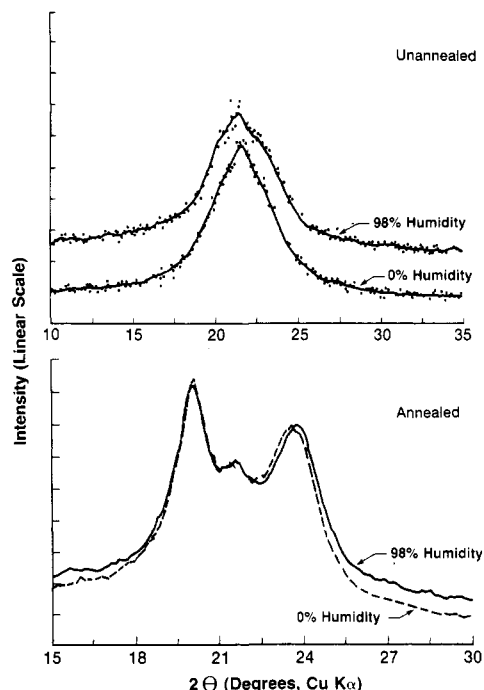 Unannealed
98% Humidity
0% Humidity
10 15 20 25 30 35
Intensity (Linear Scale)
Annealed
98% Humidity
0% Humidity
15 18 21 24 27 30
2 Θ (Degrees, Cu Kα)